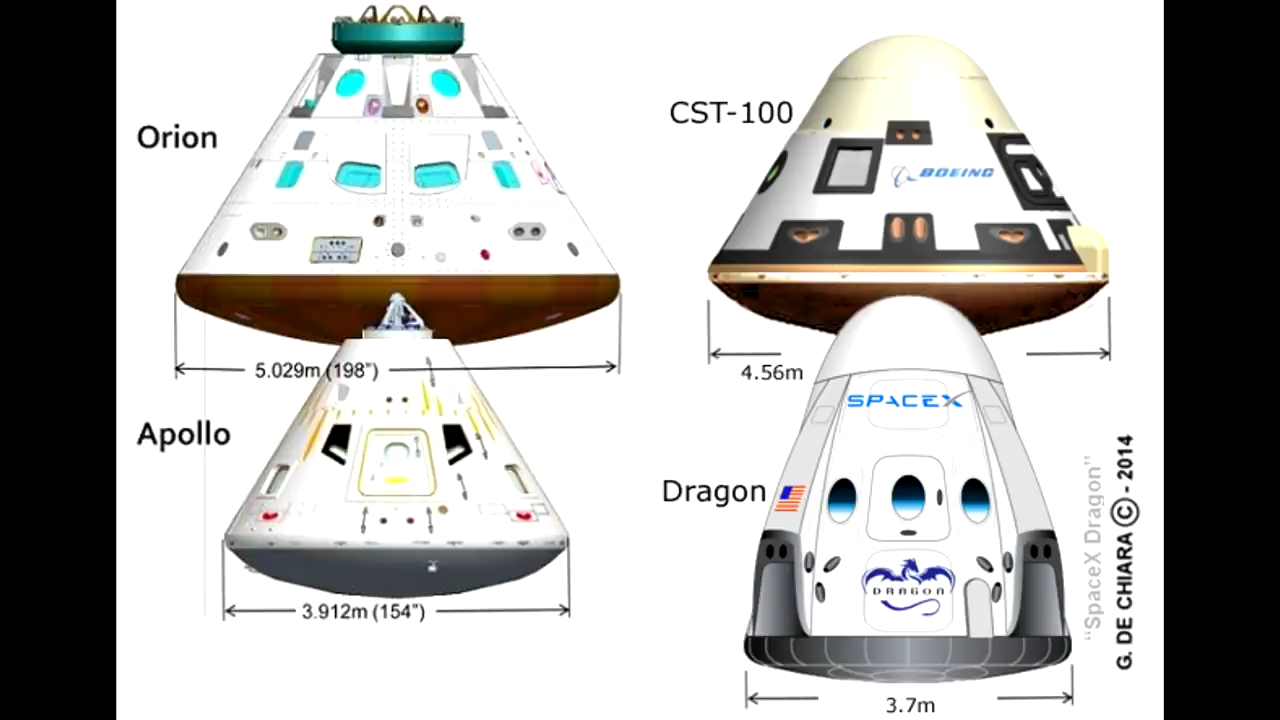 Orion
5.029m (198")
CST-100
BOEING
4.56m
Apollo
3.912m (154")
SPACEX
Dragon
DRAGON
3.7m
"SpaceX Dragon"
G. DE CHIARA © - 2014